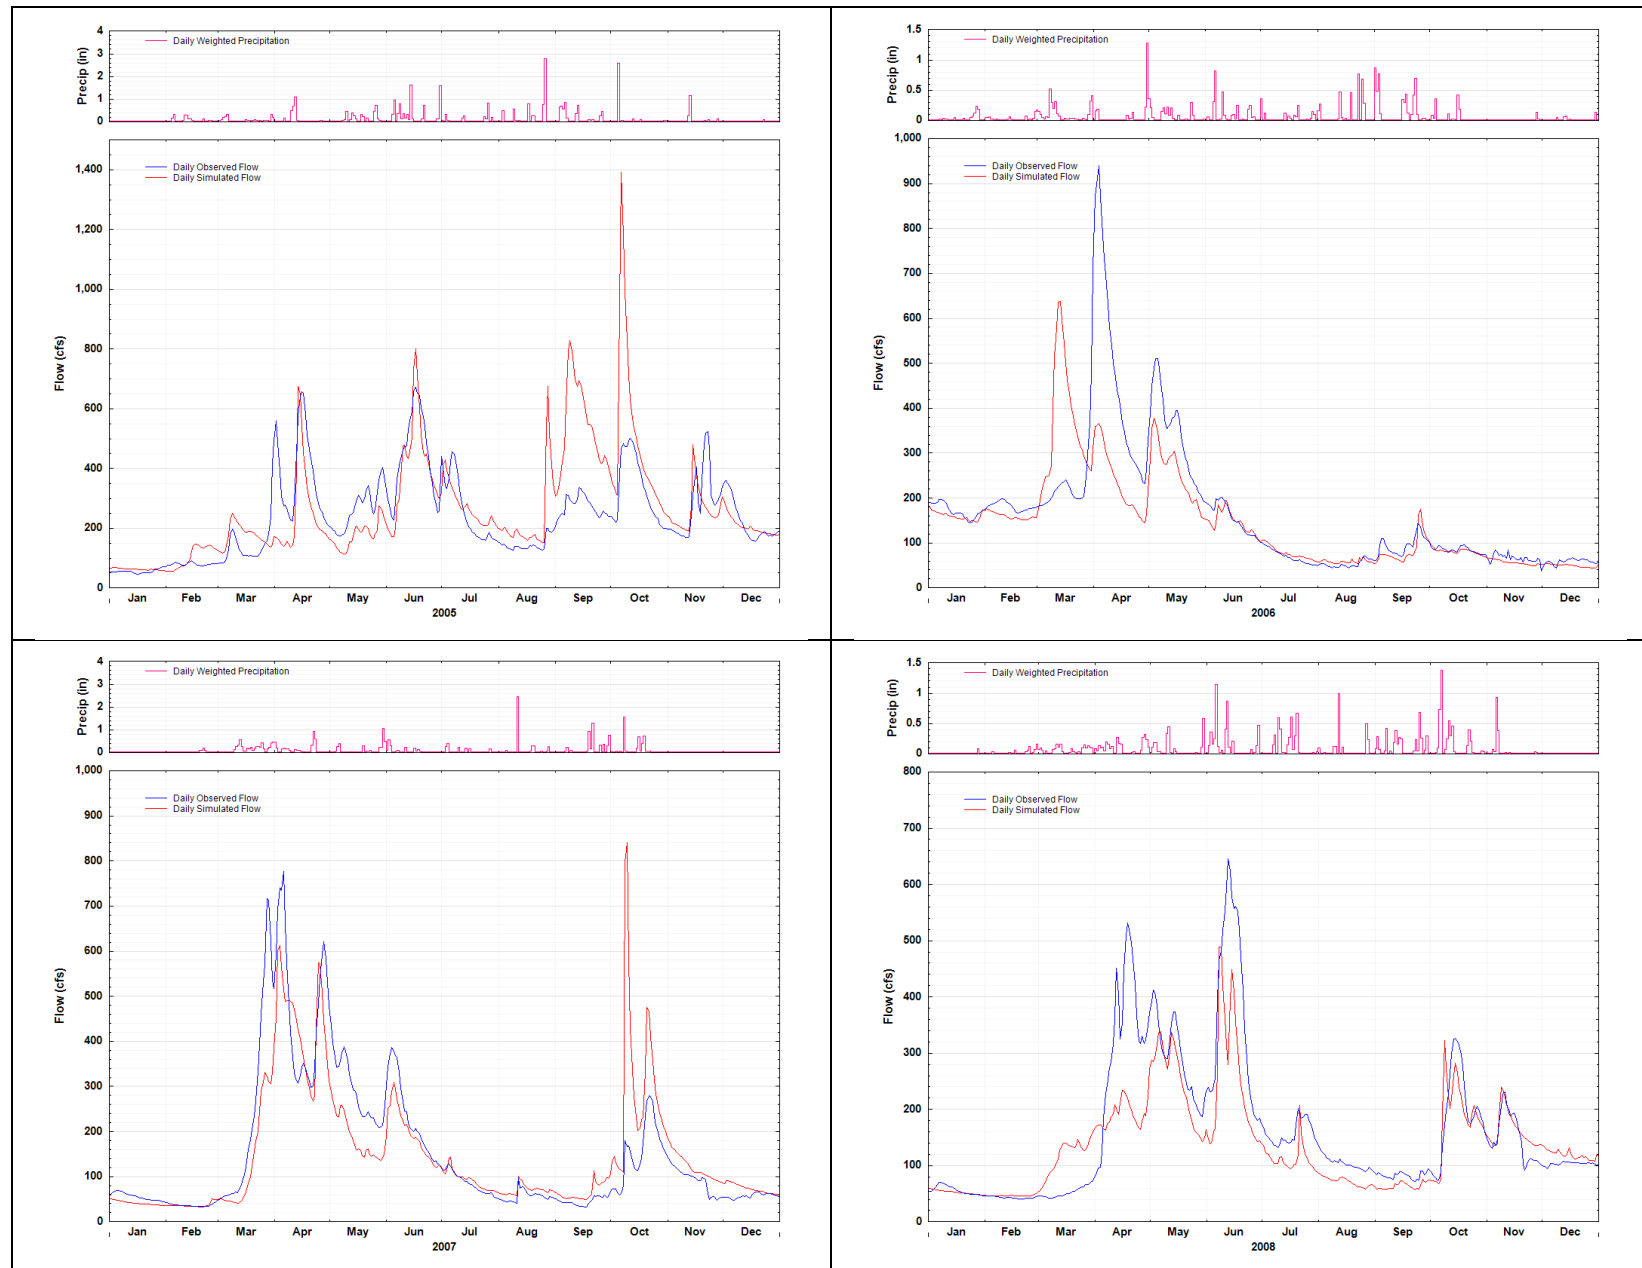 4
3
2
1
0
Precip (in)
Daily Weighted Precipitation
1,400
1,200
1,000
800
600
400
200
0
Flow (cfs)
Daily Observed Flow
Daily Simulated Flow
Jan Feb Mar Apr May Jun Jul Aug Sep Oct Nov Dec
2005
1.5
1
0.5
0
Precip (in)
Daily Weighted Precipitation
1,000
900
800
700
600
500
400
300
200
100
0
Flow (cfs)
Daily Observed Flow
Daily Simulated Flow
Jan Feb Mar Apr May Jun Jul Aug Sep Oct Nov Dec
2006
4
3
2
1
0
Precip (in)
Daily Weighted Precipitation
1,000
900
800
700
600
500
400
300
200
100
0
Flow (cfs)
Daily Observed Flow
Daily Simulated Flow
Jan Feb Mar Apr May Jun Jul Aug Sep Oct Nov Dec
2007
1.5
1
0.5
0
Precip (in)
Daily Weighted Precipitation
800
700
600
500
400
300
200
100
0
Flow (cfs)
Daily Observed Flow
Daily Simulated Flow
Jan Feb Mar Apr May Jun Jul Aug Sep Oct Nov Dec
2008